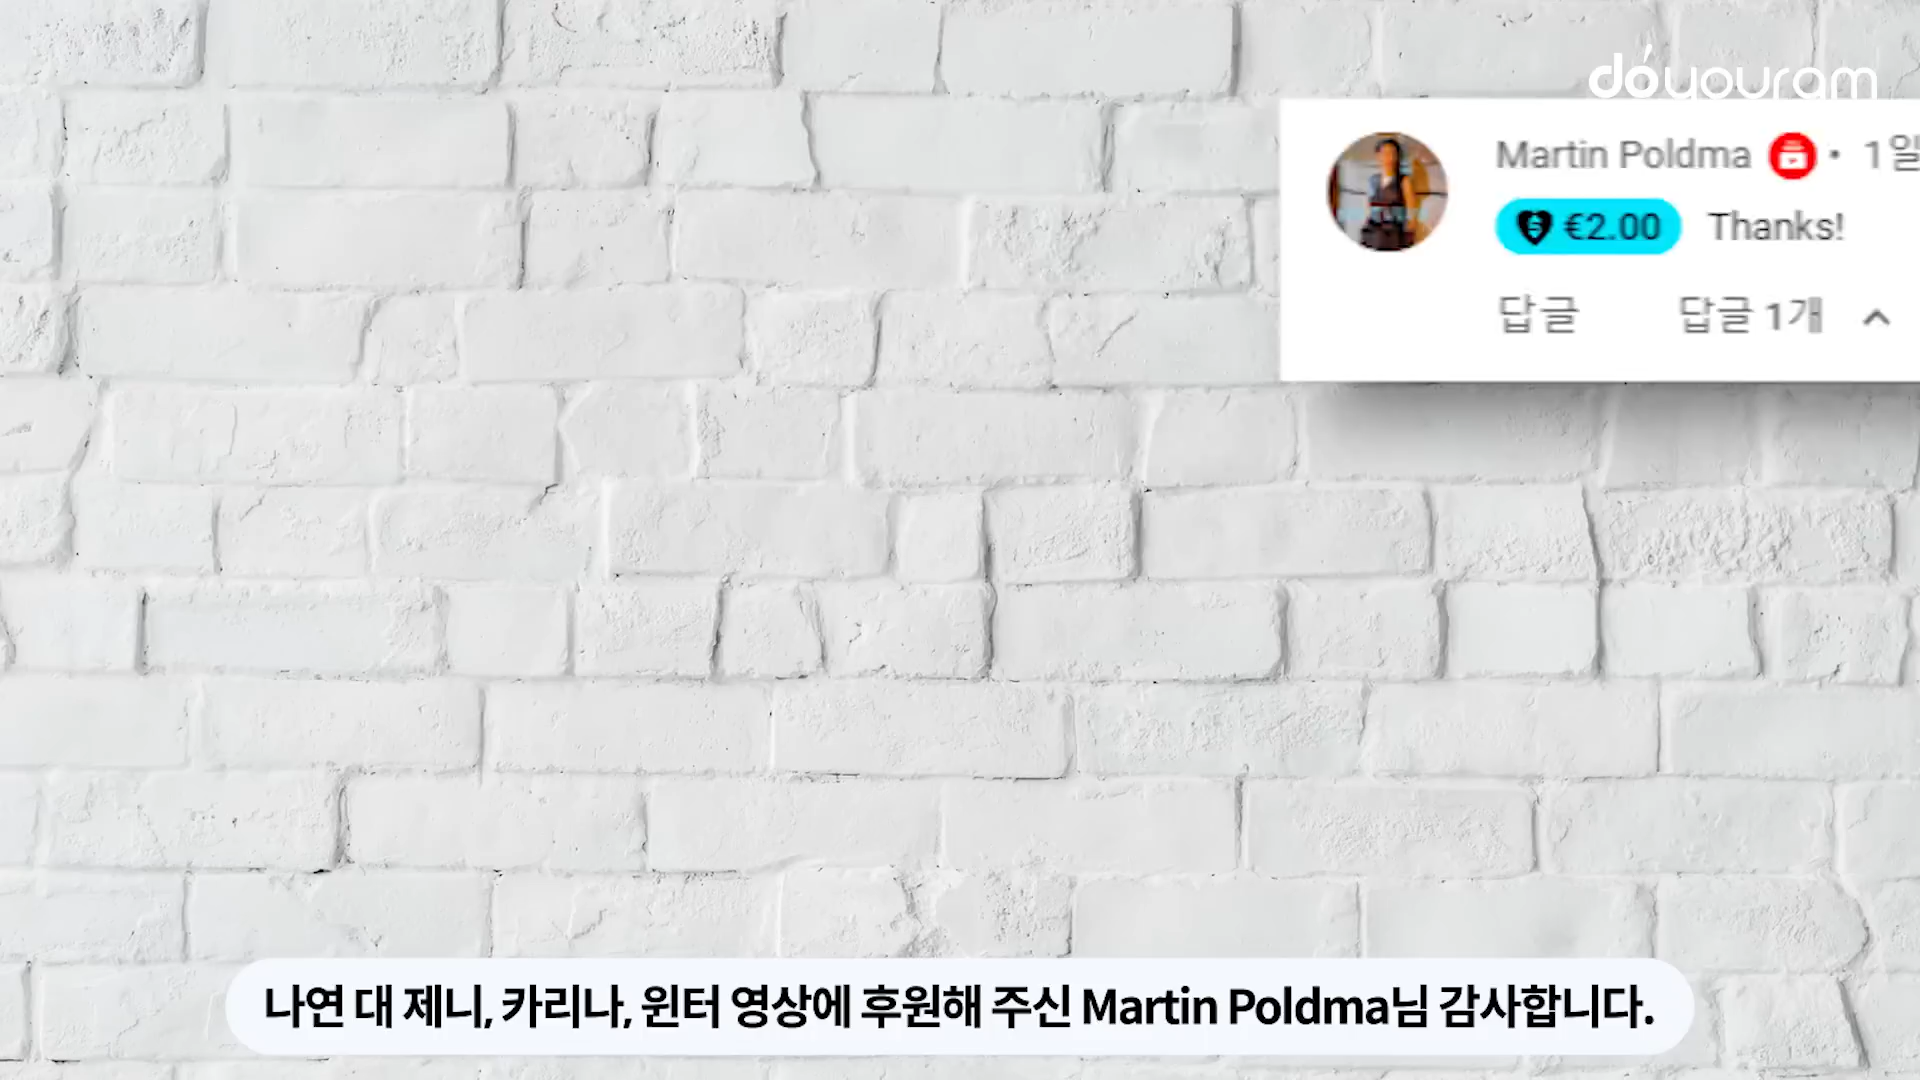 dóyouram
Martin Poldma • 1일
€2.00 Thanks!
답글 답글 1개
나연 대 제니, 카리나, 윈터 영상에 후원해 주신 Martin Poldma님 감사합니다.